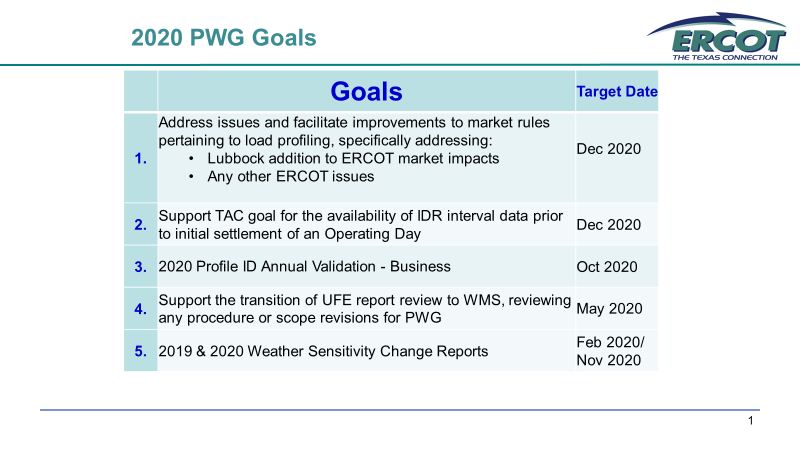 2020 PWG Goals
ERCOT
THE TEXAS CONNECTION
Goals
Target Date
1.
Address issues and facilitate improvements to market rules
pertaining to load profiling, specifically addressing:
• Lubbock addition to ERCOT market impacts
• Any other ERCOT issues
Dec 2020
2.
Support TAC goal for the availability of IDR interval data prior
to initial settlement of an Operating Day
Dec 2020
3.
2020 Profile ID Annual Validation - Business
Oct 2020
4.
Support the transition of UFE report review to WMS, reviewing
any procedure or scope revisions for PWG
May 2020
5.
2019 & 2020 Weather Sensitivity Change Reports
Feb 2020/
Nov 2020
1